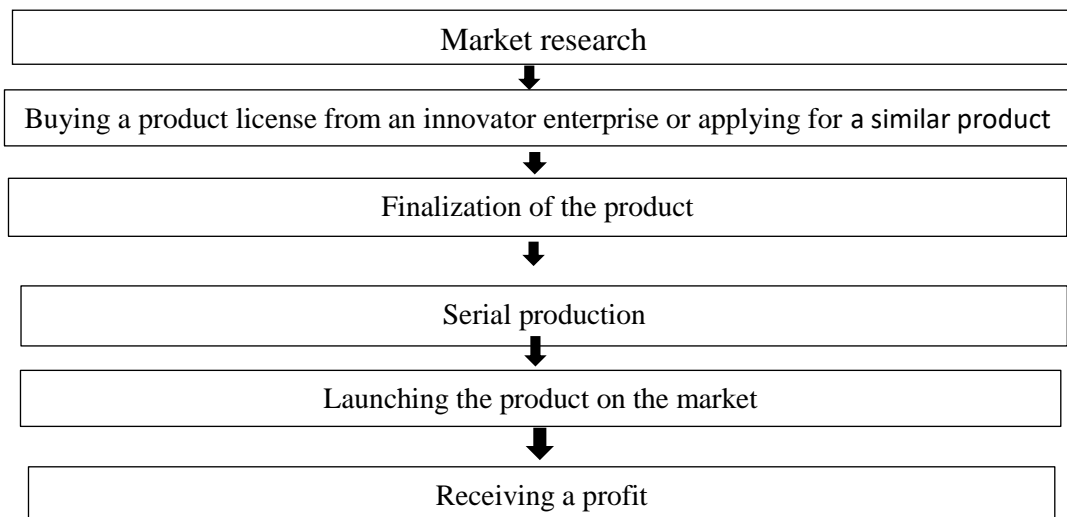 Market research
Buying a product license from an innovator enterprise or applying for a similar product
Finalization of the product
Serial production
Launching the product on the market
Receiving a profit